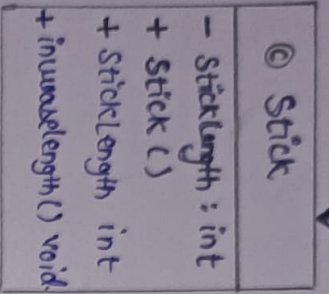 © Stick
- Sticklength : int
+ Stick ()
+ Sticklength int
+ increaselength() void.